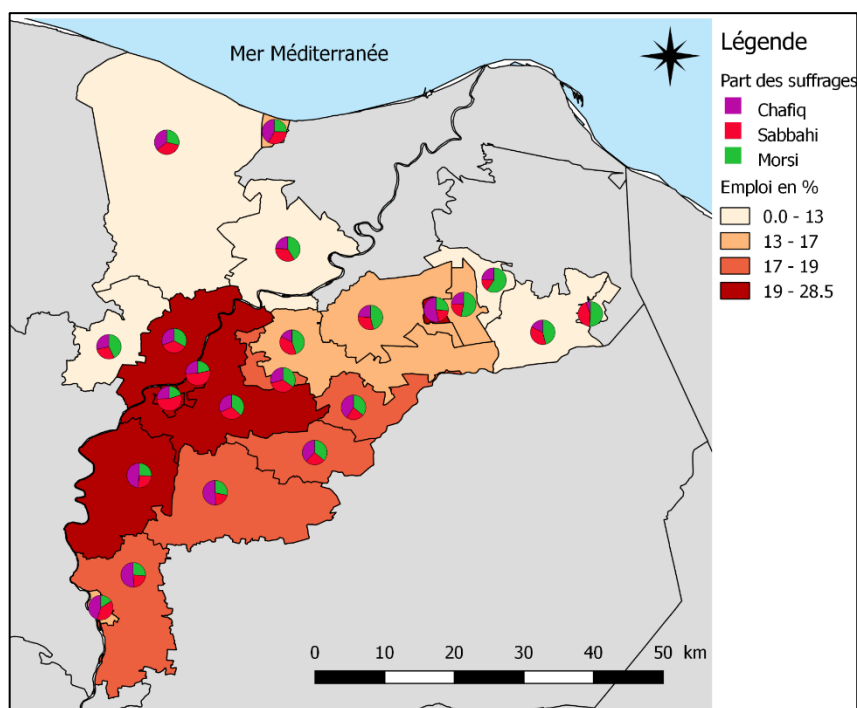 Mer Méditerranée
Légende
Part des suffrages
Chafiq
Sabbahi
Morsi
Emploi en %
0.0 - 13
13 - 17
17 - 19
19 - 28.5
0 10 20 30 40 50 km